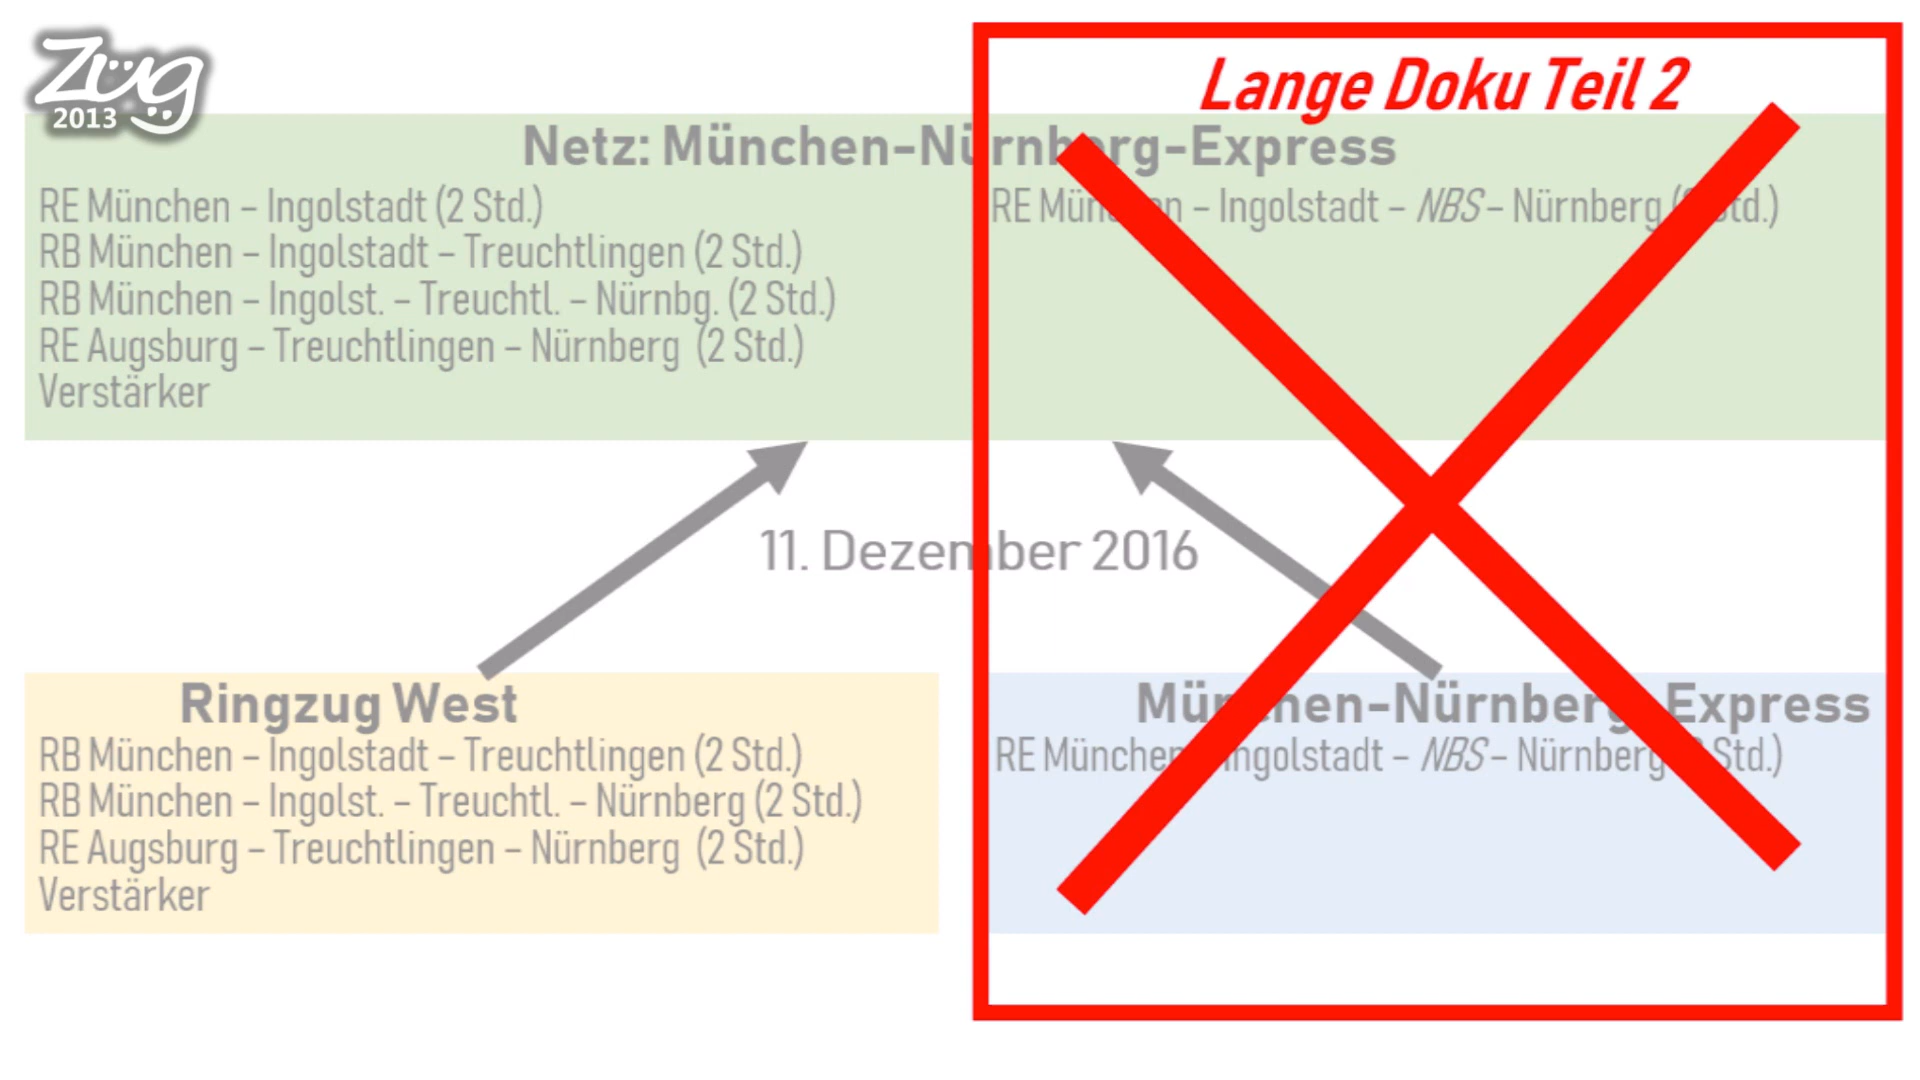 Züg
2013
Lange Doku Teil 2
Netz: München-Nürnberg-Express
RE München – Ingolstadt (2 Std.)
RB München – Ingolstadt – Treuchtlingen (2 Std.)
RB München – Ingolst. – Treuchtl. – Nürnbg. (2 Std.)
RE Augsburg – Treuchtlingen – Nürnberg (2 Std.)
Verstärker
RE München – Ingolstadt – NBS – Nürnberg Std.)
11. Dezember 2016
Ringzug West
RB München – Ingolstadt – Treuchtlingen (2 Std.)
RB München – Ingolst. – Treuchtl. – Nürnberg (2 Std.)
RE Augsburg – Treuchtlingen – Nürnberg (2 Std.)
Verstärker
München-Nürnberg-Express
RE München – Ingolstadt – NBS – Nürnberg Std.)